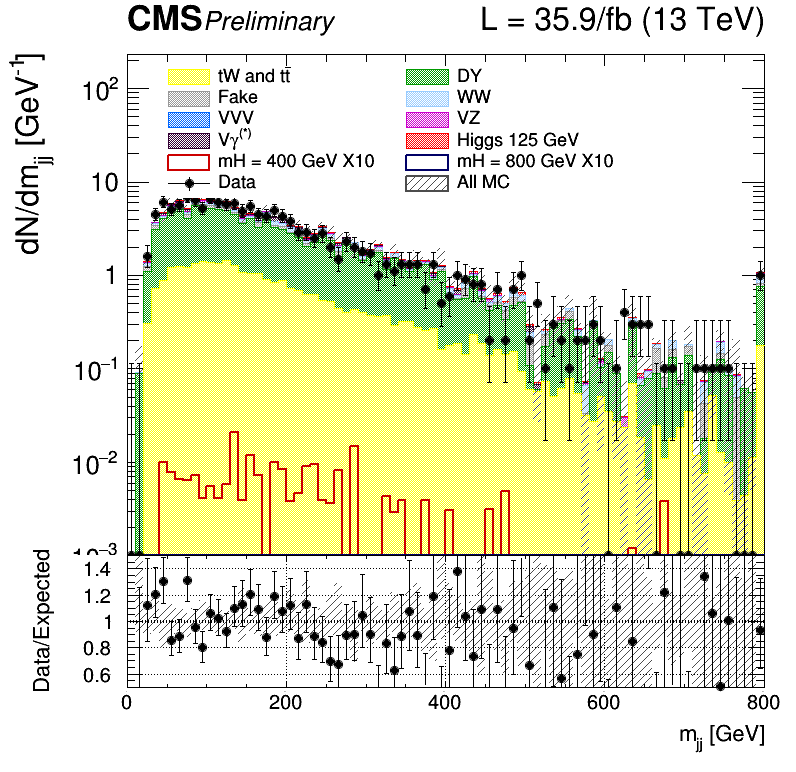 CMS Preliminary L = 35.9/fb (13 TeV)
dN/dm_jj [GeV⁻¹]
10²
10
1
10⁻¹
10⁻²
10⁻³
tW and tt̄ DY
Fake WW
VVV VZ
Vγ⁽*⁾ Higgs 125 GeV
mH = 400 GeV X10 mH = 800 GeV X10
Data All MC
Data/Expected
1.4
1.2
1
0.8
0.6
0 200 400 600 800
m_jj [GeV]